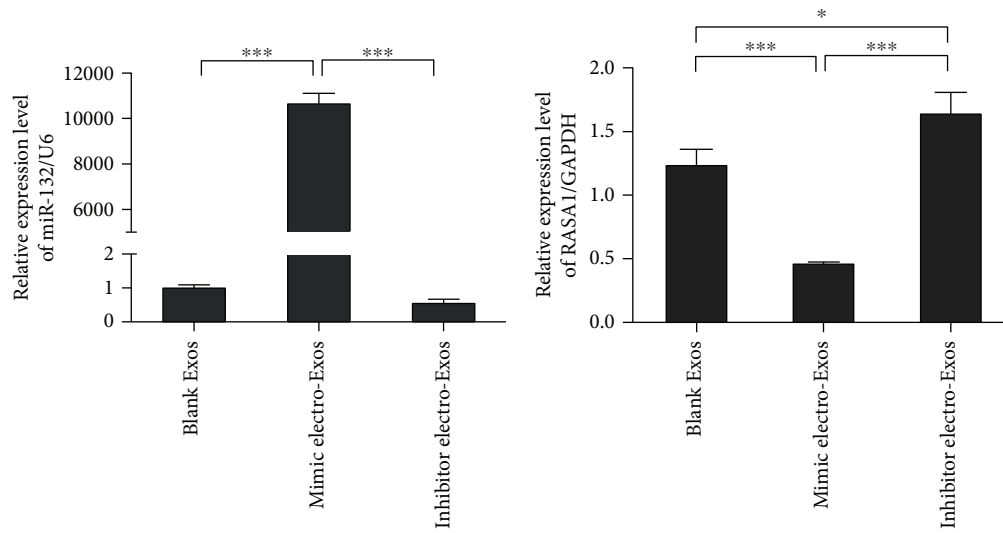 Relative expression level
of miR-132/U6
***
***
12000
10000
8000
6000
2
1
0
Blank Exos
Mimic electro-Exos
Inhibitor electro-Exos
Relative expression level
of RASA1/GAPDH
*
***
***
2.0
1.5
1.0
0.5
0.0
Blank Exos
Mimic electro-Exos
Inhibitor electro-Exos